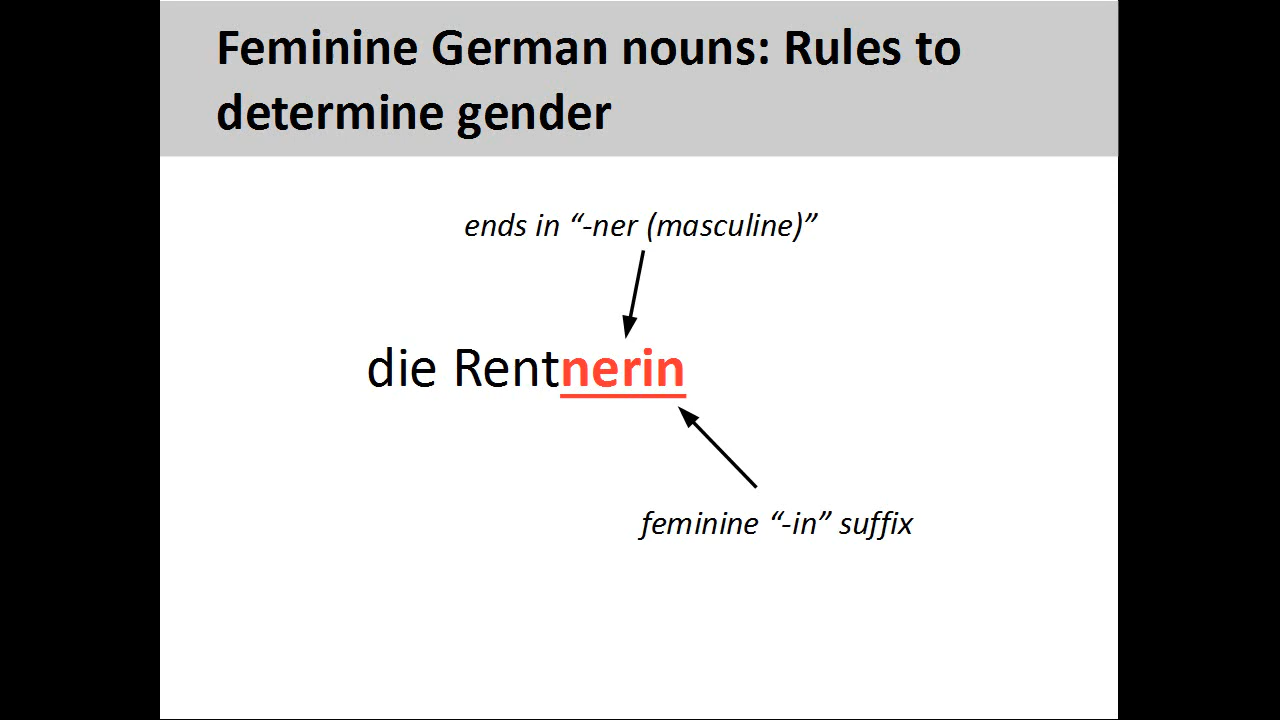 Feminine German nouns: Rules to
determine gender
ends in “-ner (masculine)”
die Rentnerin
feminine “-in” suffix